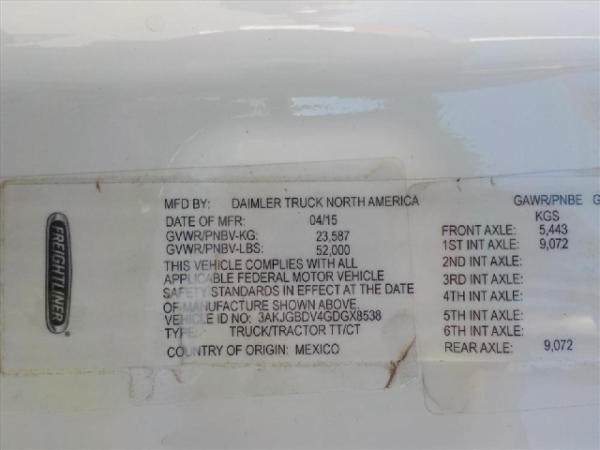 FREIGHTLINER
MFD BY: DAIMLER TRUCK NORTH AMERICA
DATE OF MFR: 04/15
GVWR/PNBV-KG: 23,587
GVWR/PNBV-LBS: 52,000
THIS VEHICLE COMPLIES WITH ALL
APPLICABLE FEDERAL MOTOR VEHICLE
SAFETY STANDARDS IN EFFECT AT THE DATE
OF MANUFACTURE SHOWN ABOVE.
VEHICLE ID NO: 3AKJGBDV4GDGX8538
TYPE: TRUCK/TRACTOR TT/CT
COUNTRY OF ORIGIN: MEXICO
GAWR/PNBE G
KGS
FRONT AXLE: 5,443
1ST INT AXLE: 9,072
2ND INT AXLE:
3RD INT AXLE:
4TH INT AXLE:
5TH INT AXLE:
6TH INT AXLE:
REAR AXLE: 9,072